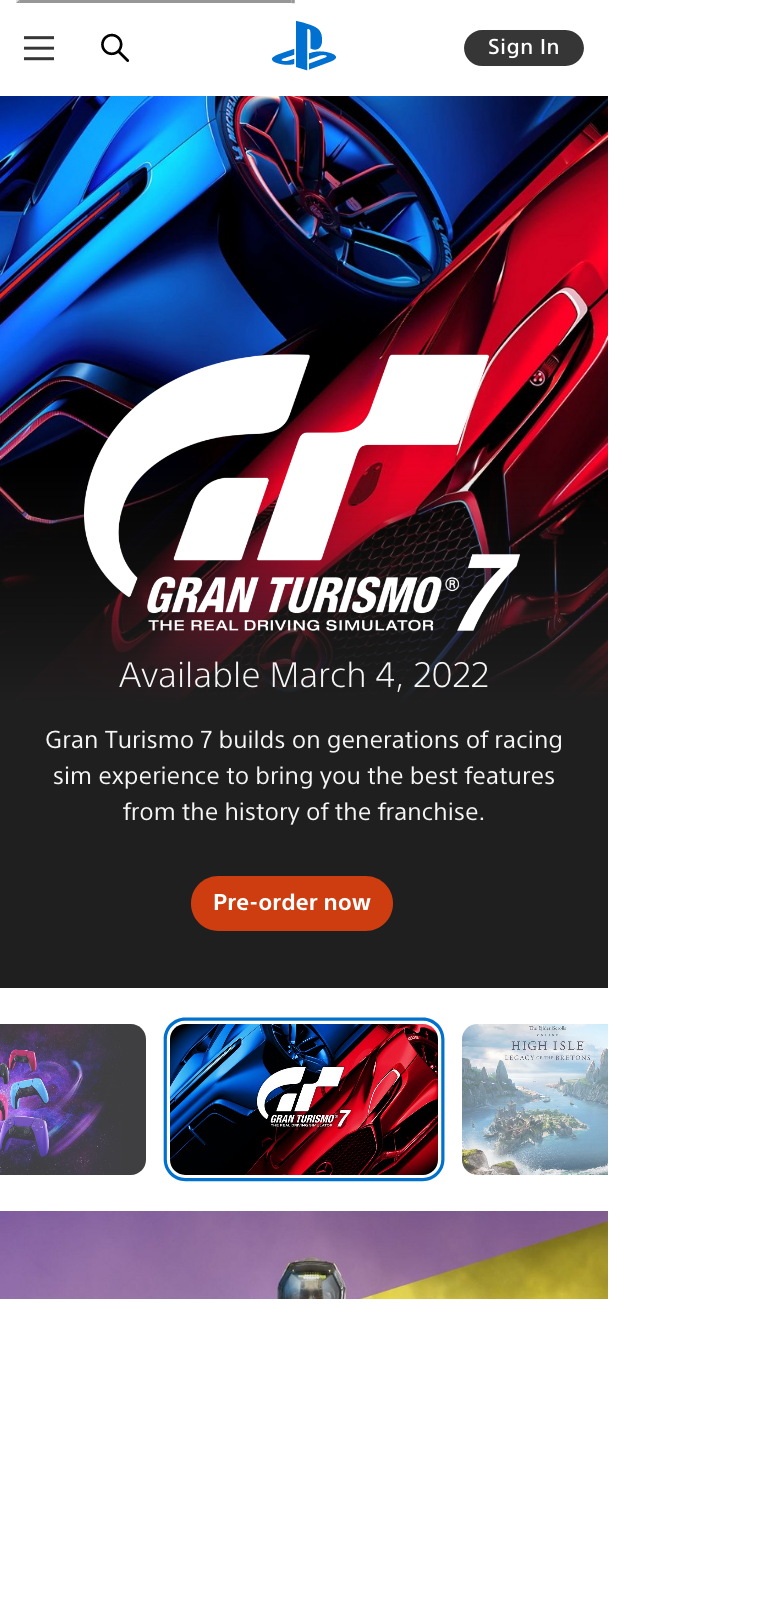 Sign In
MICHELIN
GRAN TURISMO® 7
THE REAL DRIVING SIMULATOR
Available March 4, 2022
Gran Turismo 7 builds on generations of racing
sim experience to bring you the best features
from the history of the franchise.
Pre-order now
GRAN TURISMO 7
THE REAL DRIVING SIMULATOR
The Elder Scrolls
ONLINE
HIGH ISLE
LEGACY OF THE BRETONS